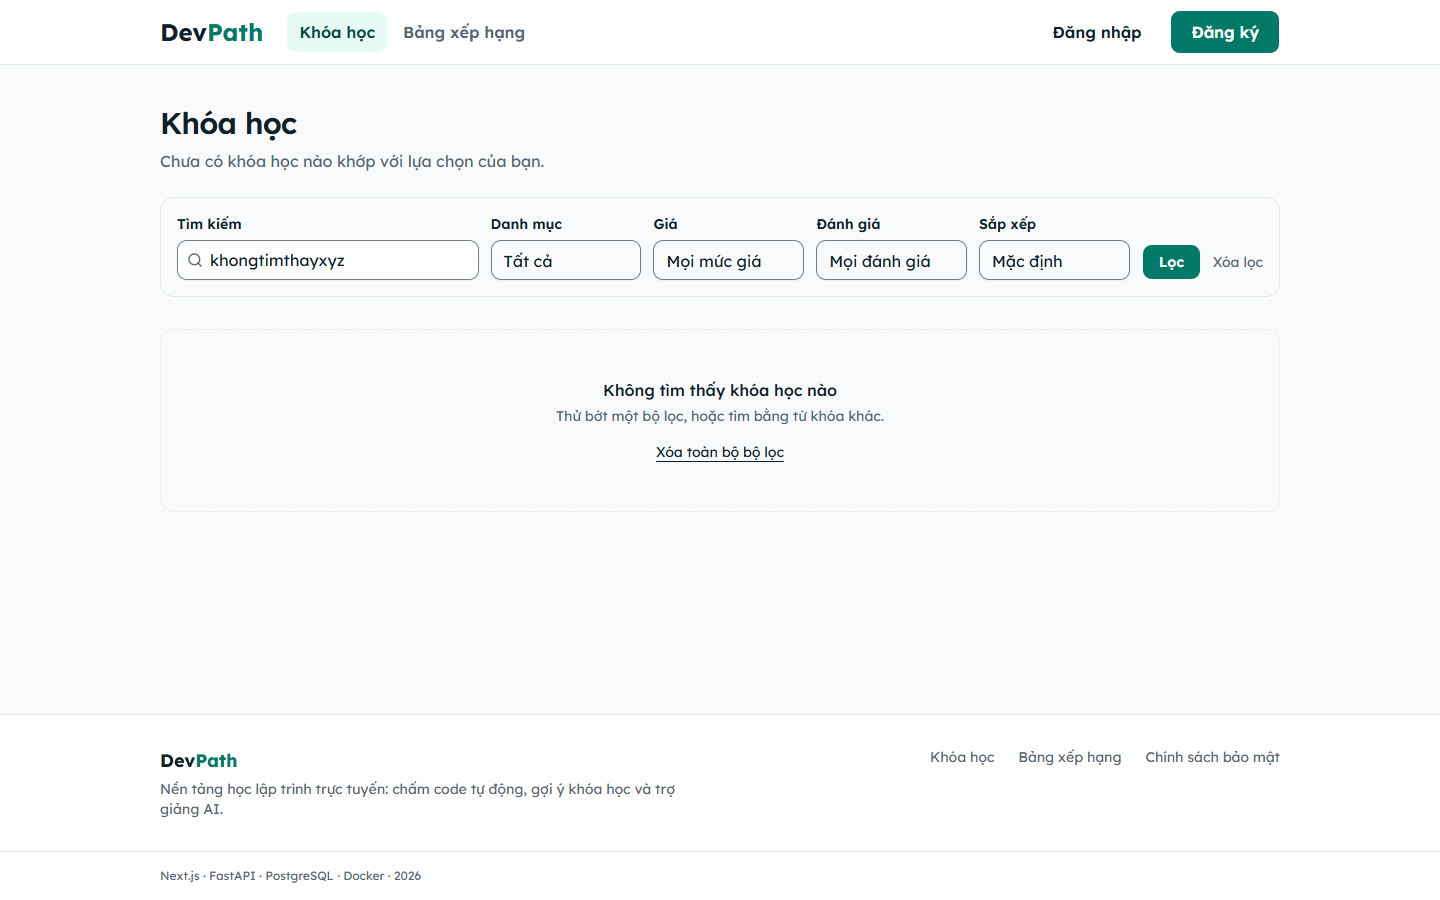 DevPath
Khóa học
Bảng xếp hạng
Đăng nhập
Đăng ký
Khóa học
Chưa có khóa học nào khớp với lựa chọn của bạn.
Tìm kiếm
Danh mục
Giá
Đánh giá
Sắp xếp
khongtimthayxyz
Tất cả
Mọi mức giá
Mọi đánh giá
Mặc định
Lọc
Xóa lọc
Không tìm thấy khóa học nào
Thử bớt một bộ lọc, hoặc tìm bằng từ khóa khác.
Xóa toàn bộ bộ lọc
DevPath
Nền tảng học lập trình trực tuyến: chấm code tự động, gợi ý khóa học và trợ
giảng AI.
Khóa học
Bảng xếp hạng
Chính sách bảo mật
Next.js · FastAPI · PostgreSQL · Docker · 2026